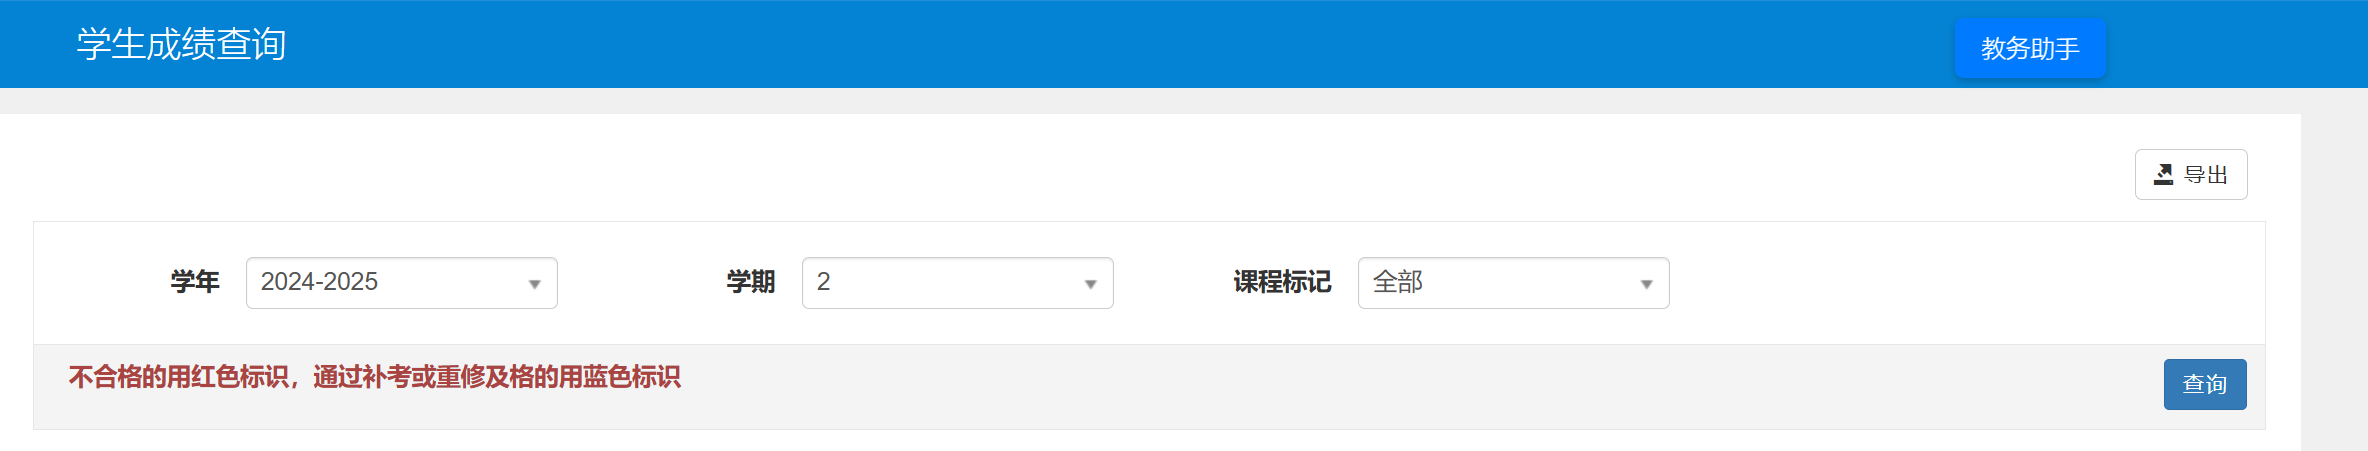 学生成绩查询
教务助手
导出
学年 2024-2025 学期 2 课程标记 全部
不合格的用红色标识，通过补考或重修及格的用蓝色标识
查询